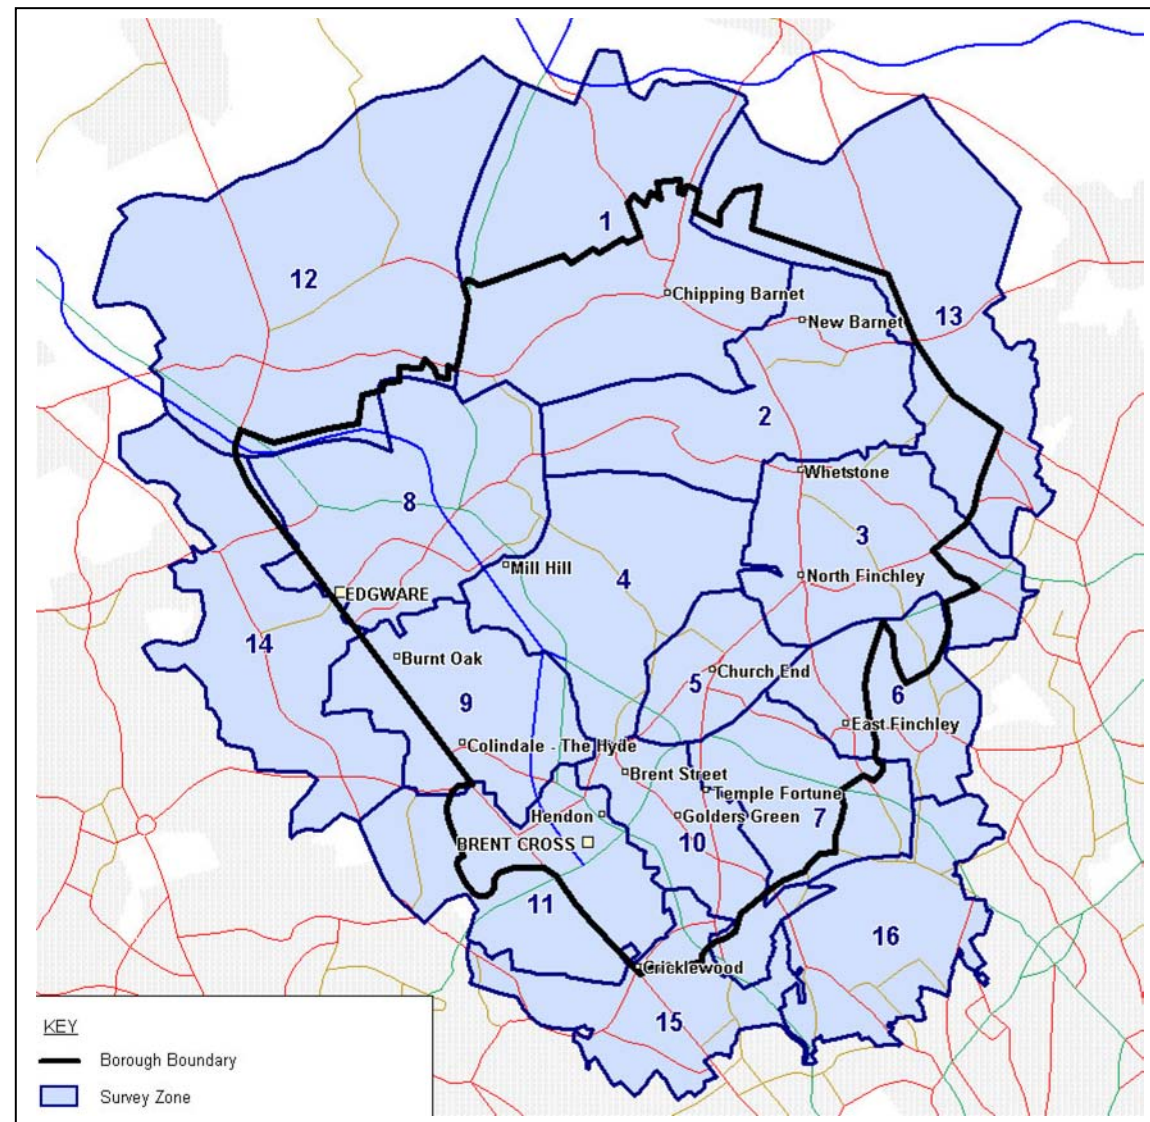 1
12
Chipping Barnet
New Barnet
13
2
Whetstone
8
3
Mill Hill
4
North Finchley
EDGWARE
14
Burnt Oak
Church End
5
6
9
East Finchley
Colindale - The Hyde
Brent Street
Temple Fortune
Hendon
Golders Green
7
BRENT CROSS
10
11
16
Cricklewood
15
KEY
Borough Boundary
Survey Zone